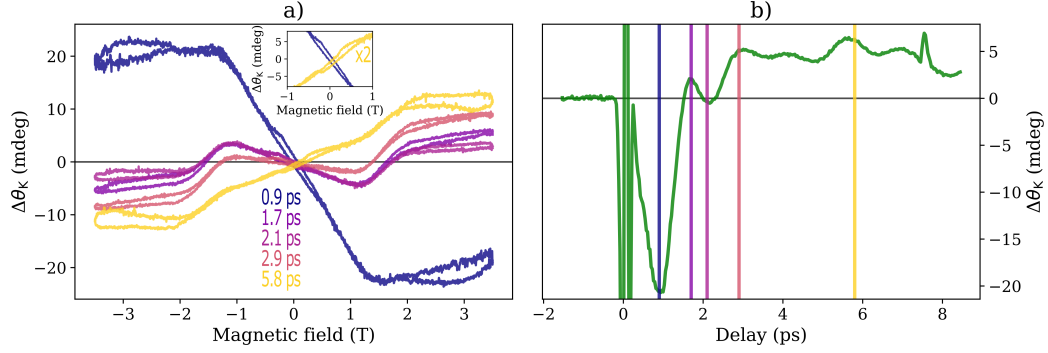 a)
Δθ_K (mdeg)
20
10
0
−10
−20
−3 −2 −1 0 1 2 3
Magnetic field (T)
0.9 ps
1.7 ps
2.1 ps
2.9 ps
5.8 ps
Δθ_K (mdeg)
5
0
−5
−1 0 1
Magnetic field (T)
x2
b)
5
0
−5
−10
−15
−20
Δθ_K (mdeg)
−2 0 2 4 6 8
Delay (ps)